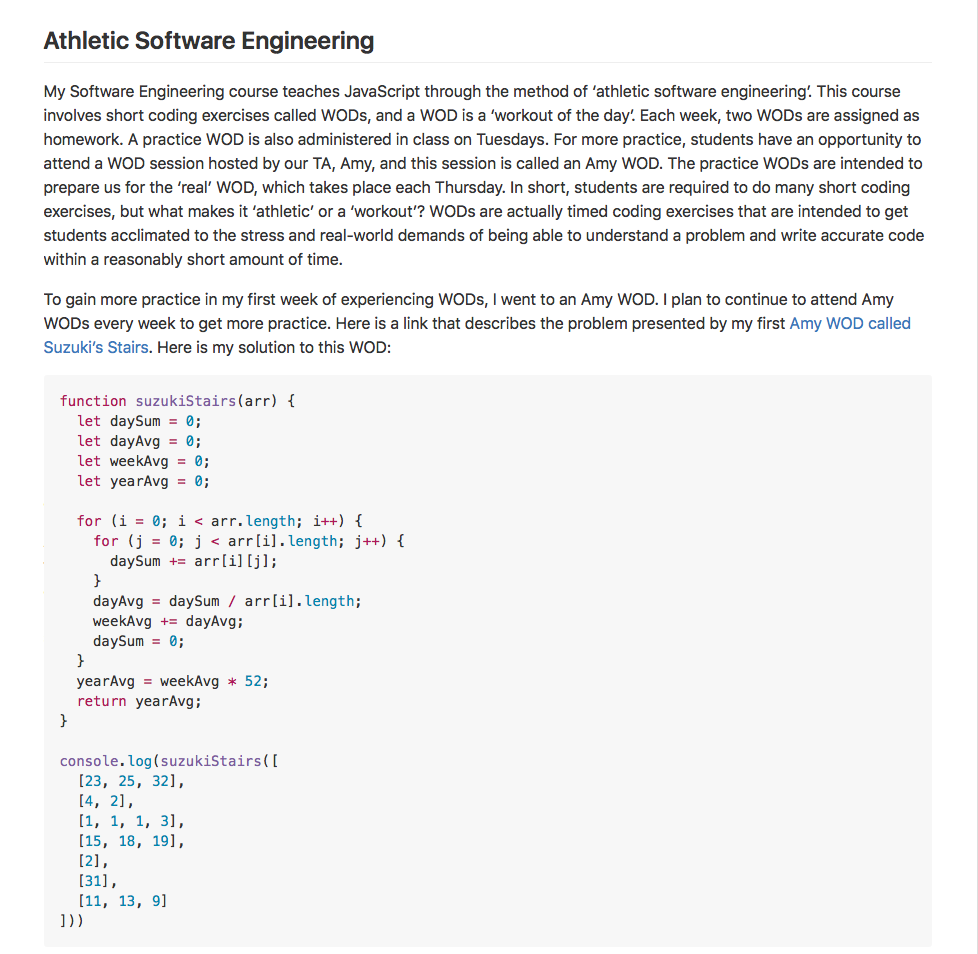 Athletic Software Engineering
My Software Engineering course teaches JavaScript through the method of ‘athletic software engineering’. This course
involves short coding exercises called WODs, and a WOD is a ‘workout of the day’. Each week, two WODs are assigned as
homework. A practice WOD is also administered in class on Tuesdays. For more practice, students have an opportunity to
attend a WOD session hosted by our TA, Amy, and this session is called an Amy WOD. The practice WODs are intended to
prepare us for the ‘real’ WOD, which takes place each Thursday. In short, students are required to do many short coding
exercises, but what makes it ‘athletic’ or a ‘workout’? WODs are actually timed coding exercises that are intended to get
students acclimated to the stress and real-world demands of being able to understand a problem and write accurate code
within a reasonably short amount of time.
To gain more practice in my first week of experiencing WODs, I went to an Amy WOD. I plan to continue to attend Amy
WODs every week to get more practice. Here is a link that describes the problem presented by my first Amy WOD called
Suzuki’s Stairs. Here is my solution to this WOD:
function suzukiStairs(arr) {
  let daySum = 0;
  let dayAvg = 0;
  let weekAvg = 0;
  let yearAvg = 0;

  for (i = 0; i < arr.length; i++) {
    for (j = 0; j < arr[i].length; j++) {
      daySum += arr[i][j];
    }
    dayAvg = daySum / arr[i].length;
    weekAvg += dayAvg;
    daySum = 0;
  }
  yearAvg = weekAvg * 52;
  return yearAvg;
}

console.log(suzukiStairs([
  [23, 25, 32],
  [4, 2],
  [1, 1, 1, 3],
  [15, 18, 19],
  [2],
  [31],
  [11, 13, 9]
]))